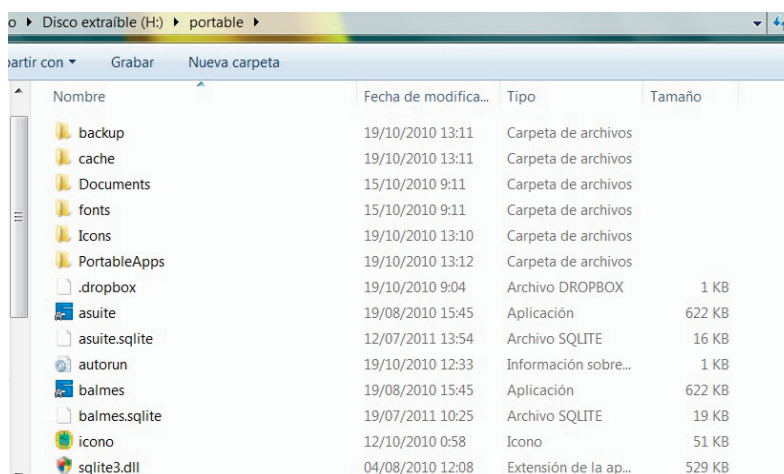 o ▸ Disco extraíble (H:) ▸ portable ▸
partir con Grabar Nueva carpeta
Nombre Fecha de modifica... Tipo Tamaño
backup 19/10/2010 13:11 Carpeta de archivos
cache 19/10/2010 13:11 Carpeta de archivos
Documents 15/10/2010 9:11 Carpeta de archivos
fonts 15/10/2010 9:11 Carpeta de archivos
Icons 19/10/2010 13:10 Carpeta de archivos
PortableApps 19/10/2010 13:12 Carpeta de archivos
.dropbox 19/10/2010 9:04 Archivo DROPBOX 1 KB
asuite 19/08/2010 15:45 Aplicación 622 KB
asuite.sqlite 12/07/2011 13:54 Archivo SQLITE 16 KB
autorun 19/10/2010 12:33 Información sobre... 1 KB
balmes 19/08/2010 15:45 Aplicación 622 KB
balmes.sqlite 19/07/2011 10:25 Archivo SQLITE 19 KB
icono 12/10/2010 0:58 Icono 51 KB
sqlite3.dll 04/08/2010 12:08 Extensión de la ap... 529 KB